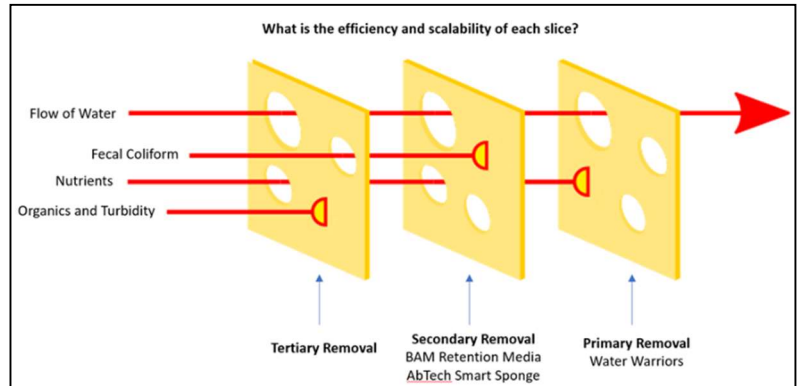 What is the efficiency and scalability of each slice?
Flow of Water
Fecal Coliform
Nutrients
Organics and Turbidity
Tertiary Removal
Secondary Removal
BAM Retention Media
AbTech Smart Sponge
Primary Removal
Water Warriors